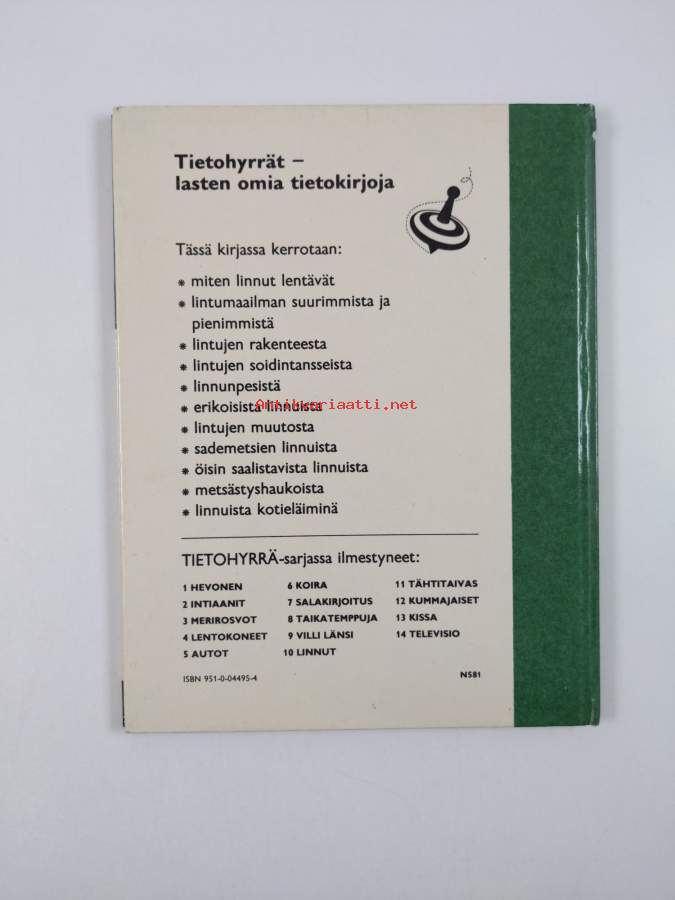 Tietohyrrät –
lasten omia tietokirjoja
Tässä kirjassa kerrotaan:
* miten linnut lentävät
* lintumaailman suurimmista ja
pienimmistä
* lintujen rakenteesta
* lintujen soidintansseista
* linnunpesistä
* erikoisista linnuista
Antikvariaatti.net
* lintujen muutosta
* sademetsien linnuista
* öisin saalistavista linnuista
* metsästyshaukoista
* linnuista kotieläiminä
TIETOHYRRÄ-sarjassa ilmestyneet:
1 HEVONEN
2 INTIAANIT
3 MERIROSVOT
4 LENTOKONEET
5 AUTOT
6 KOIRA
7 SALAKIRJOITUS
8 TAIKATEMPPUJA
9 VILLI LÄNSI
10 LINNUT
11 TÄHTITAIVAS
12 KUMMAJAISET
13 KISSA
14 TELEVISIO
ISBN 951-0-04495-4
N581